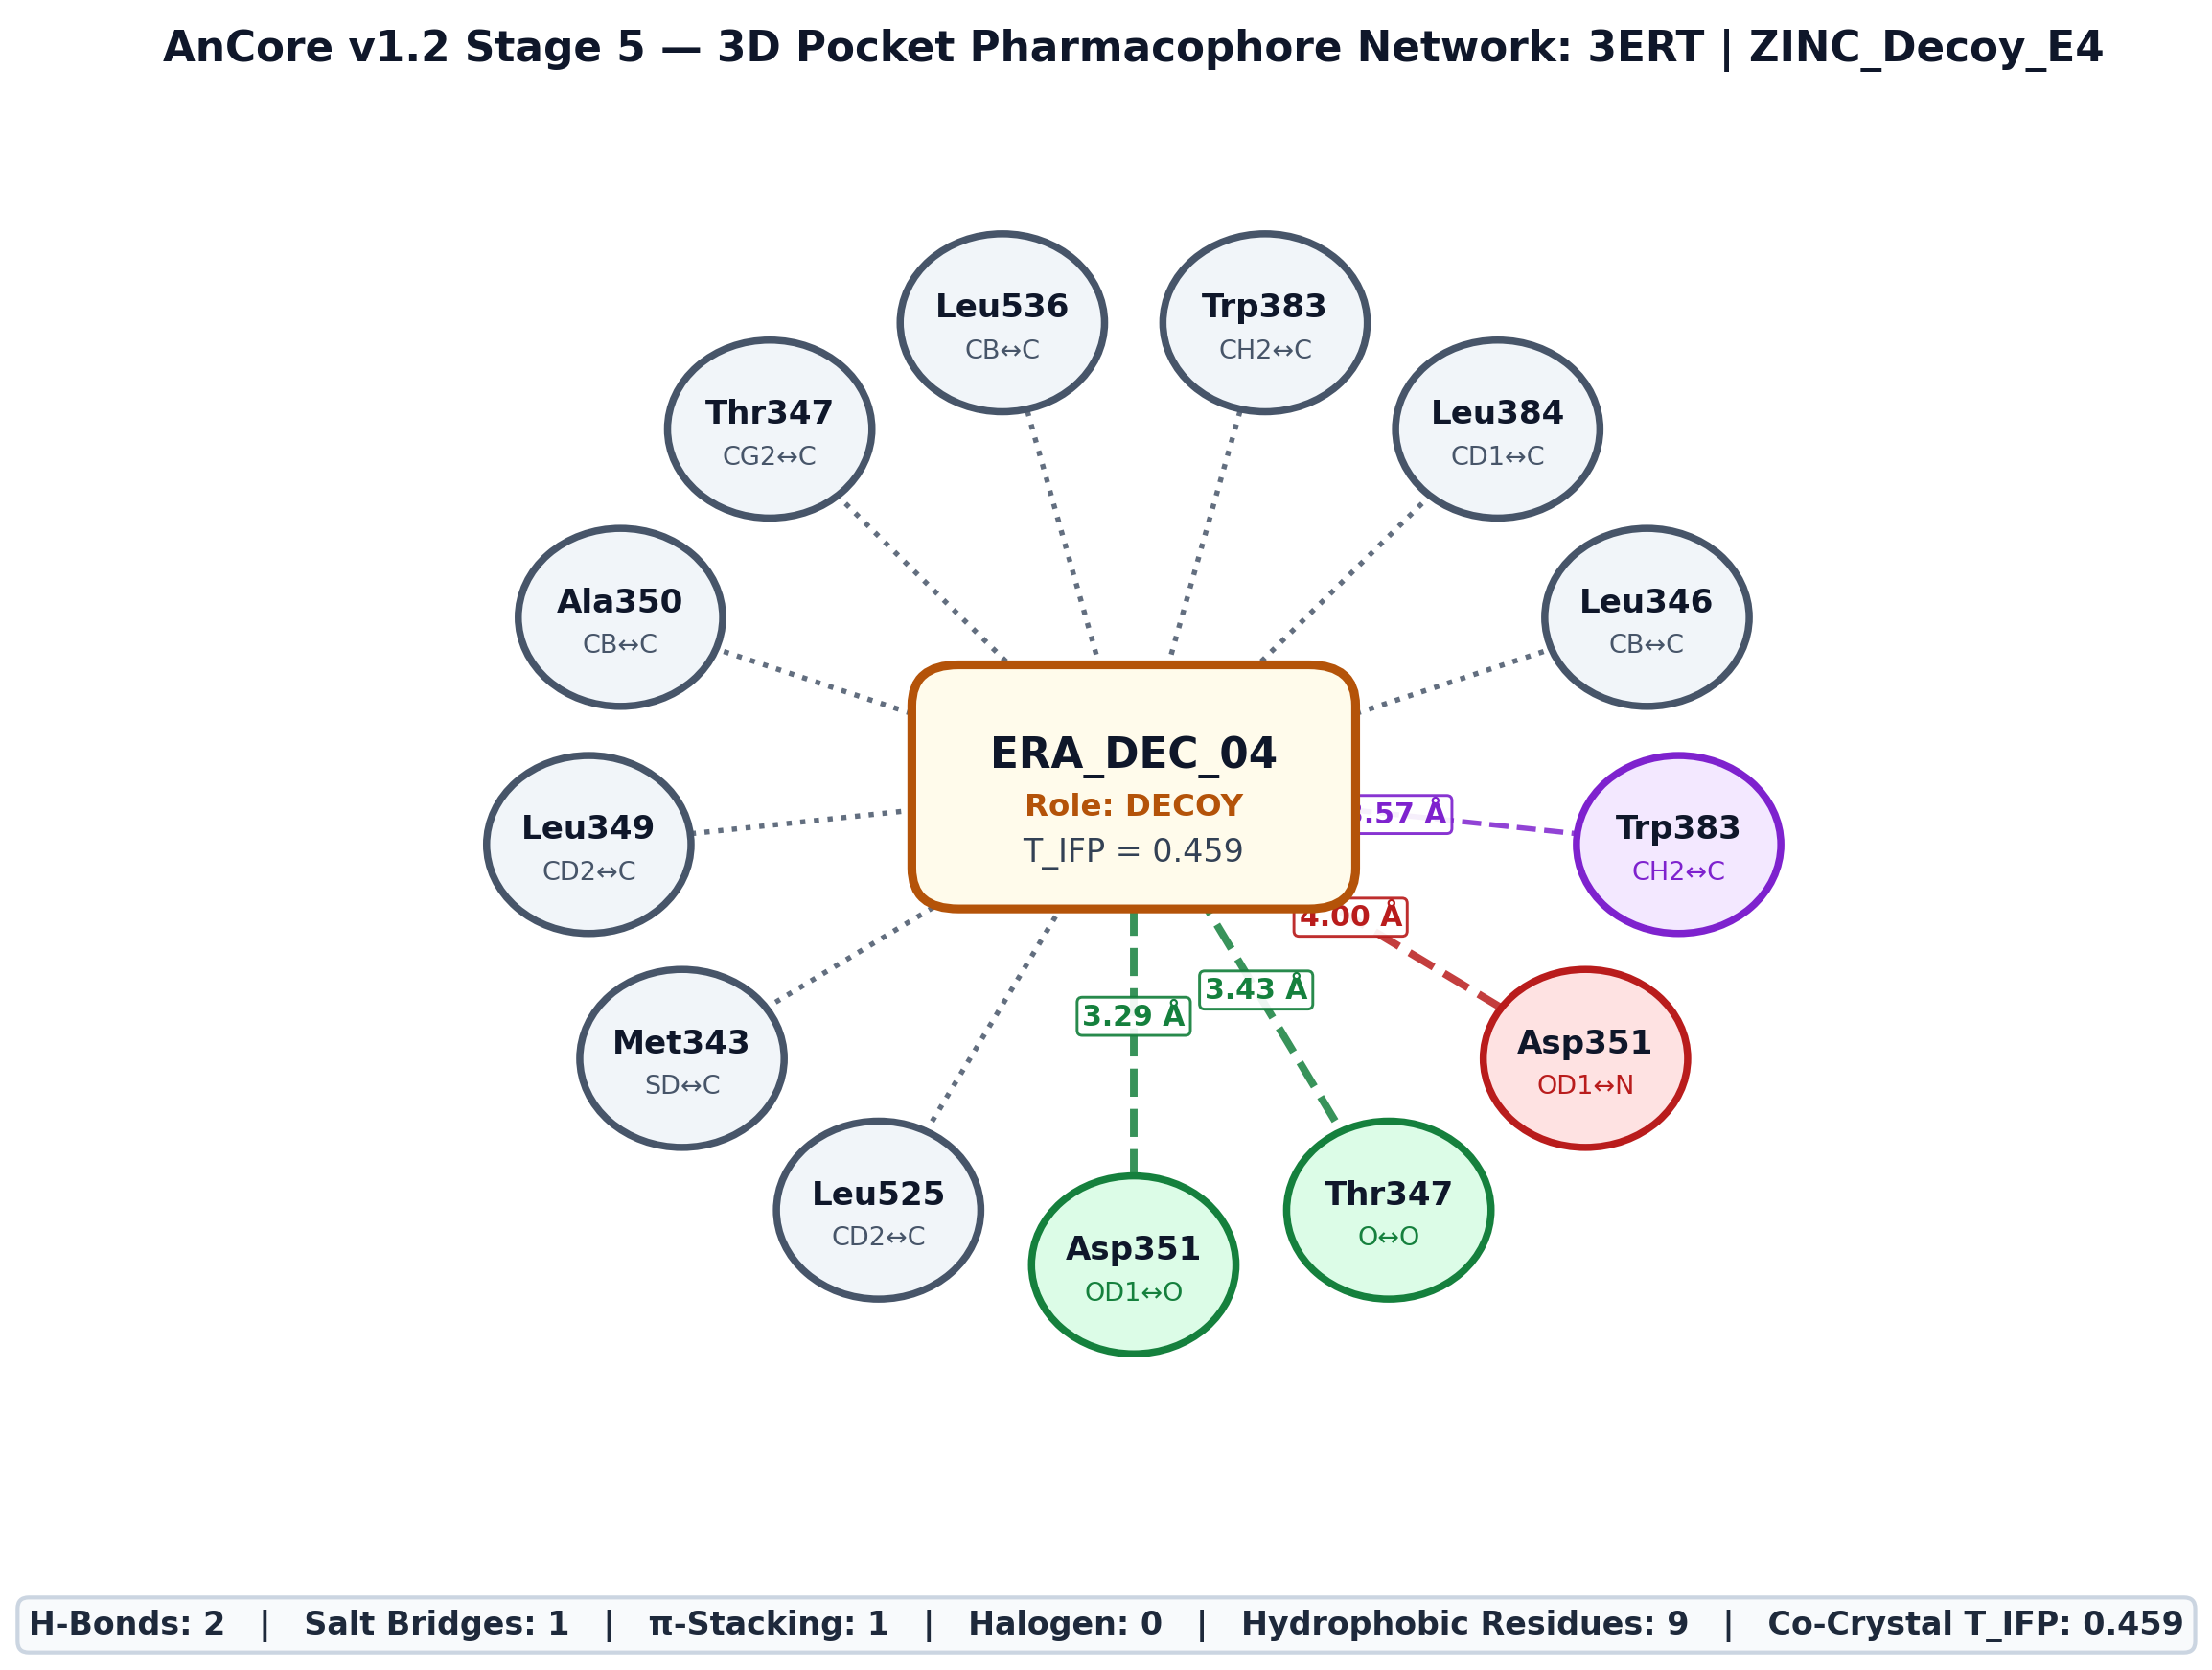 AnCore v1.2 Stage 5 — 3D Pocket Pharmacophore Network: 3ERT | ZINC_Decoy_E4
Leu536
CB↔C
Trp383
CH2↔C
Thr347
CG2↔C
Leu384
CD1↔C
Ala350
CB↔C
Leu346
CB↔C
ERA_DEC_04
Role: DECOY
T_IFP = 0.459
.57 Å
Leu349
CD2↔C
Trp383
CH2↔C
4.00 Å
3.43 Å
3.29 Å
Met343
SD↔C
Asp351
OD1↔N
Leu525
CD2↔C
Thr347
O↔O
Asp351
OD1↔O
H-Bonds: 2 | Salt Bridges: 1 | π-Stacking: 1 | Halogen: 0 | Hydrophobic Residues: 9 | Co-Crystal T_IFP: 0.459